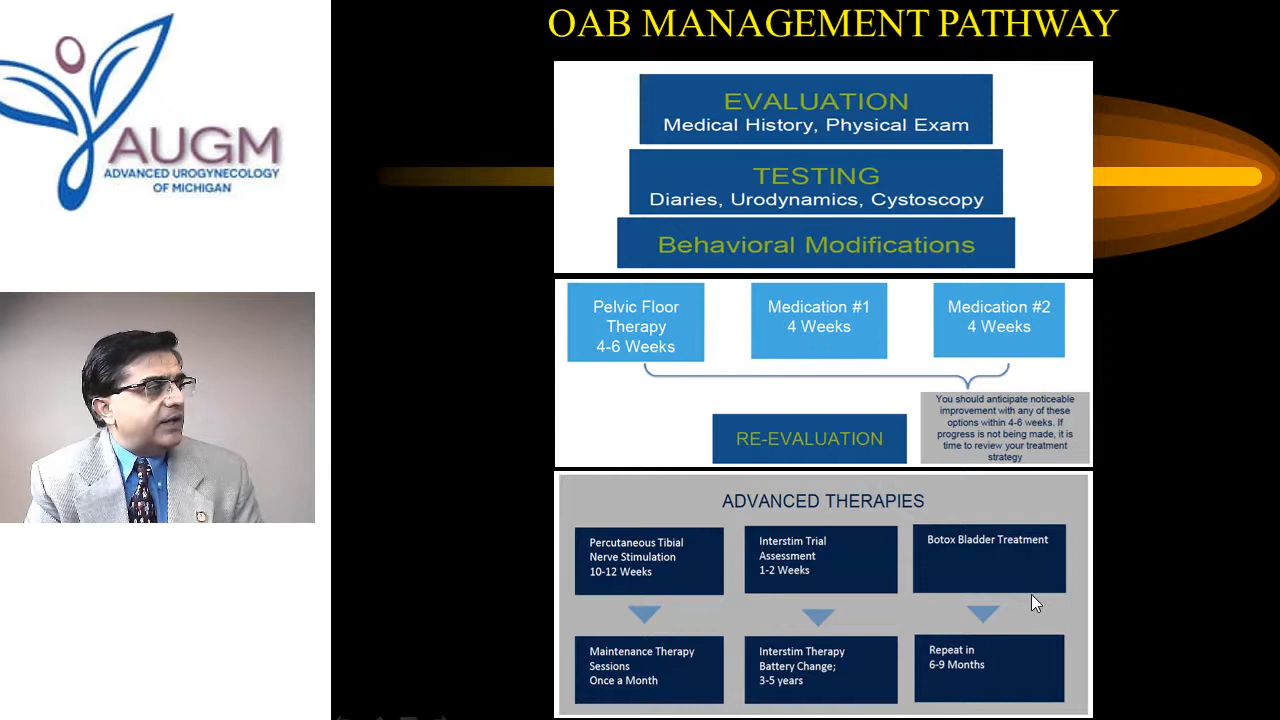 OAB MANAGEMENT PATHWAY
AUGM
ADVANCED UROGYNECOLOGY
OF MICHIGAN
EVALUATION
Medical History, Physical Exam
TESTING
Diaries, Urodynamics, Cystoscopy
Behavioral Modifications
Pelvic Floor
Therapy
4-6 Weeks
Medication #1
4 Weeks
Medication #2
4 Weeks
You should anticipate noticeable
improvement with any of these
options within 4-6 weeks. If
progress is not being made, it is
time to review your treatment
strategy
RE-EVALUATION
ADVANCED THERAPIES
Percutaneous Tibial
Nerve Stimulation
10-12 Weeks
Interstim Trial
Assessment
1-2 Weeks
Botox Bladder Treatment
Maintenance Therapy
Sessions
Once a Month
Interstim Therapy
Battery Change;
3-5 years
Repeat in
6-9 Months